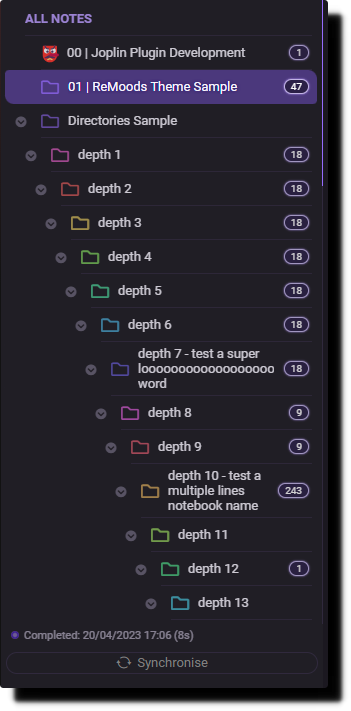 ALL NOTES
00 | Joplin Plugin Development 1
01 | ReMoods Theme Sample 47
Directories Sample
depth 1 18
depth 2 18
depth 3 18
depth 4 18
depth 5 18
depth 6 18
depth 7 - test a super
looooooooooooooooooo 18
word
depth 8 9
depth 9 9
depth 10 - test a
multiple lines 243
notebook name
depth 11
depth 12 1
depth 13
Completed: 20/04/2023 17:06 (8s)
Synchronise